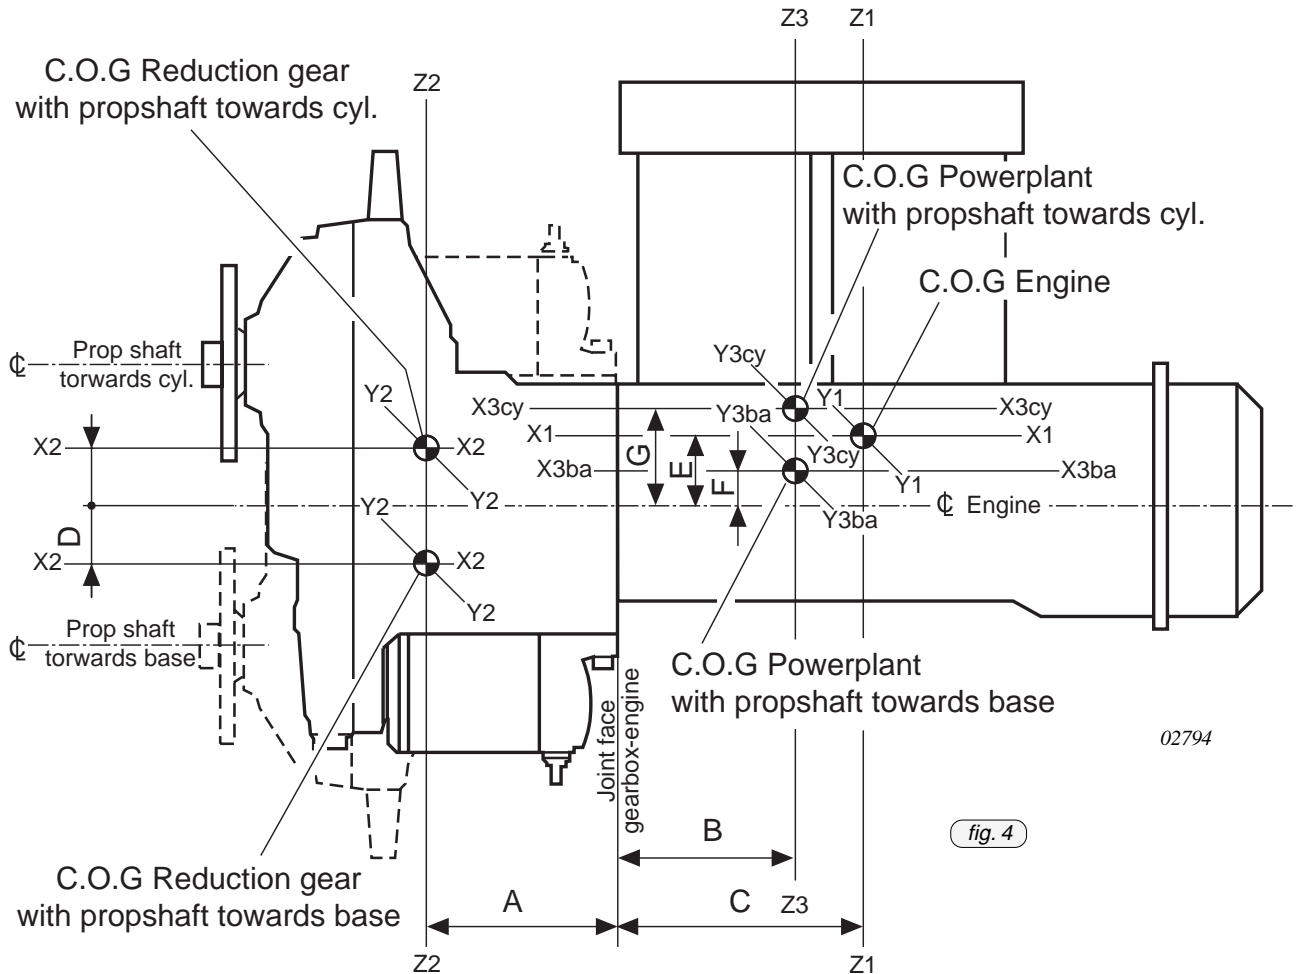 Z3 Z1
C.O.G Reduction gear
with propshaft towards cyl.
Z2
C.O.G Powerplant
with propshaft towards cyl.
C.O.G Engine
℄ Prop shaft
torwards cyl.
Y3cy
Y2
X3cy
Y3ba
Y1
X3cy
X2
X2
X1
G
E
Y3cy
X1
X3ba
F
X3ba
Y2
Y2
Y1
℄ Engine
Y3ba
D
X2
X2
Y2
℄ Prop shaft
torwards base
C.O.G Powerplant
with propshaft towards base
Joint face
gearbox-engine
02794
fig. 4
B
C.O.G Reduction gear
with propshaft towards base
A
C
Z3
Z2
Z1